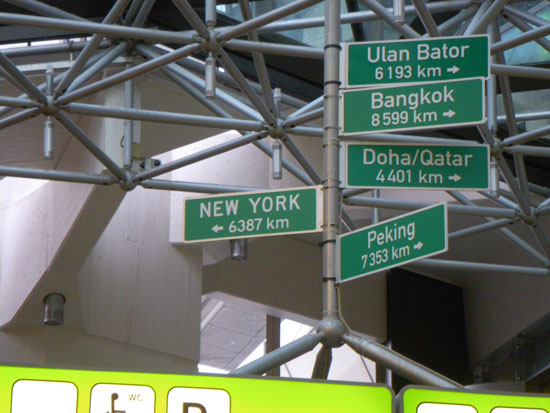 Ulan Bator
6193 km →
Bangkok
8599 km →
Doha/Qatar
4401 km →
NEW YORK
← 6387 km
Peking
7353 km →
WC